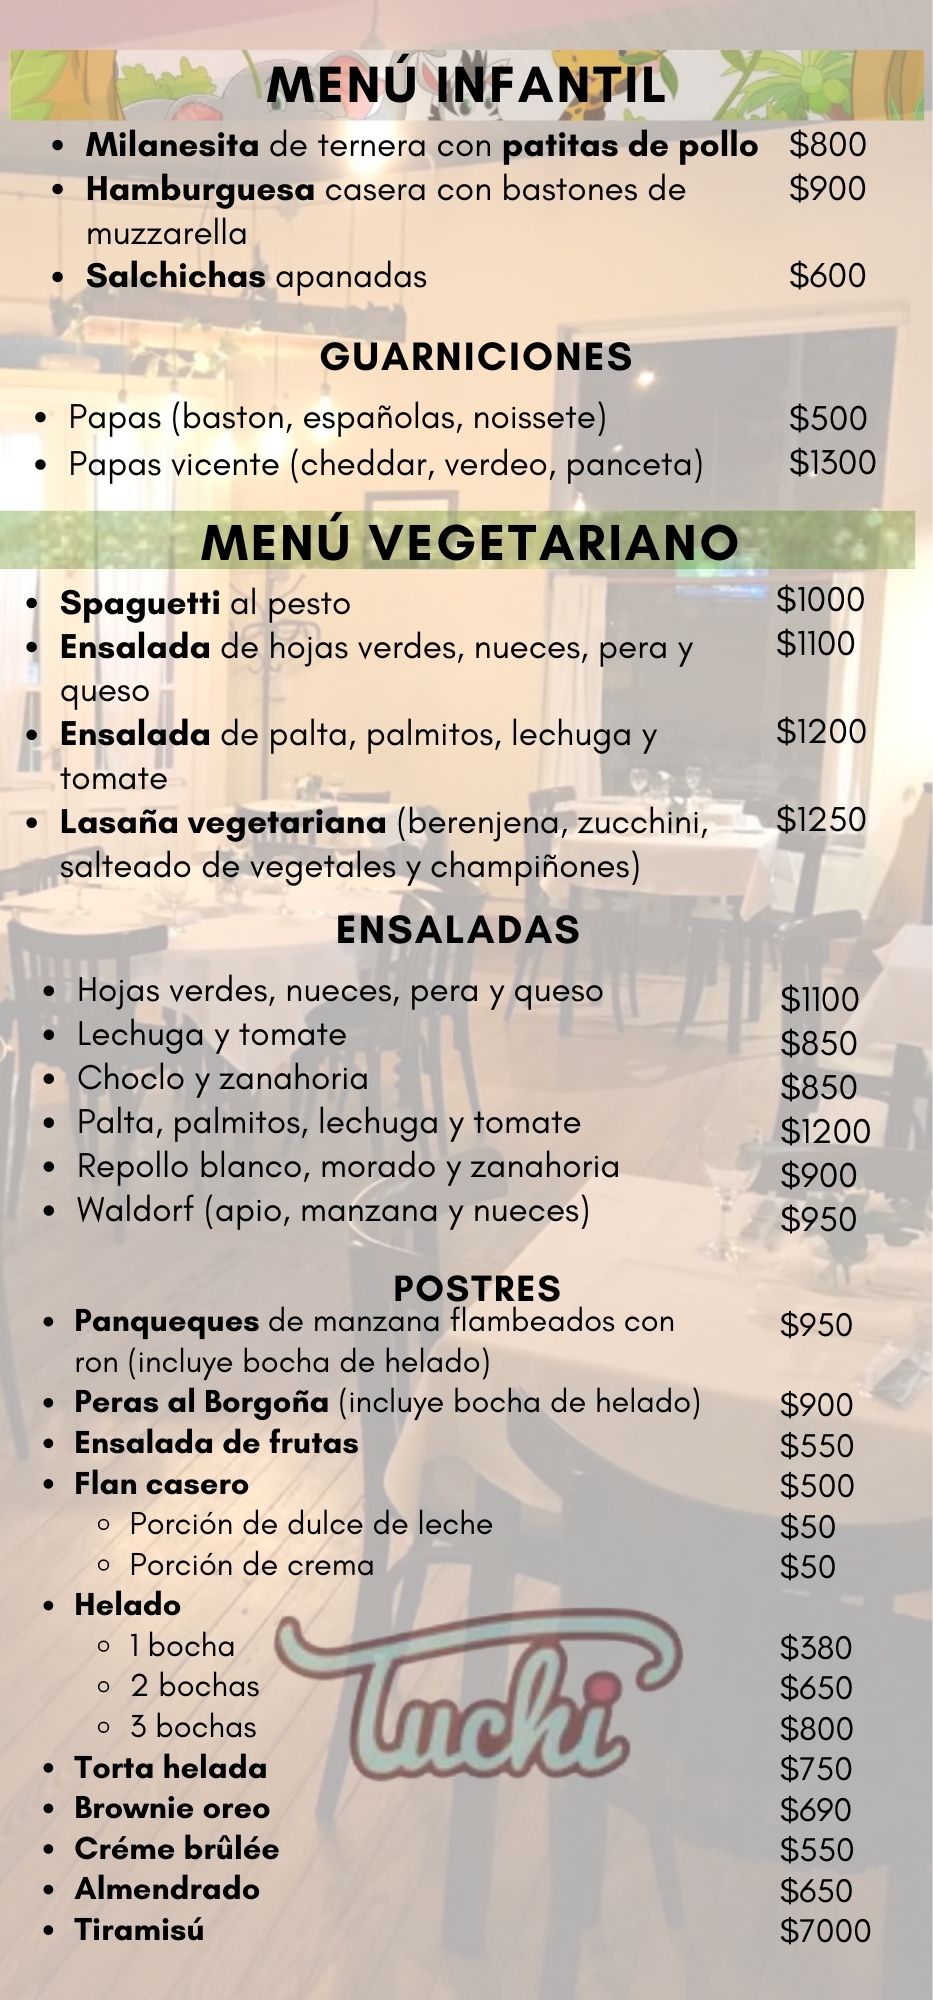 MENÚ INFANTIL
• Milanesita de ternera con patitas de pollo $800
• Hamburguesa casera con bastones de $900
muzzarella
• Salchichas apanadas $600
GUARNICIONES
• Papas (baston, españolas, noissete) $500
• Papas vicente (cheddar, verdeo, panceta) $1300
MENÚ VEGETARIANO
• Spaguetti al pesto $1000
• Ensalada de hojas verdes, nueces, pera y $1100
queso
• Ensalada de palta, palmitos, lechuga y $1200
tomate
• Lasaña vegetariana (berenjena, zucchini, $1250
salteado de vegetales y champiñones)
ENSALADAS
• Hojas verdes, nueces, pera y queso $1100
• Lechuga y tomate $850
• Choclo y zanahoria $850
• Palta, palmitos, lechuga y tomate $1200
• Repollo blanco, morado y zanahoria $900
• Waldorf (apio, manzana y nueces) $950
POSTRES
• Panqueques de manzana flambeados con $950
ron (incluye bocha de helado)
• Peras al Borgoña (incluye bocha de helado) $900
• Ensalada de frutas $550
• Flan casero $500
◦ Porción de dulce de leche $50
◦ Porción de crema $50
• Helado
◦ 1 bocha $380
◦ 2 bochas $650
◦ 3 bochas $800
Tuchi
• Torta helada $750
• Brownie oreo $690
• Créme brûlée $550
• Almendrado $650
• Tiramisú $7000